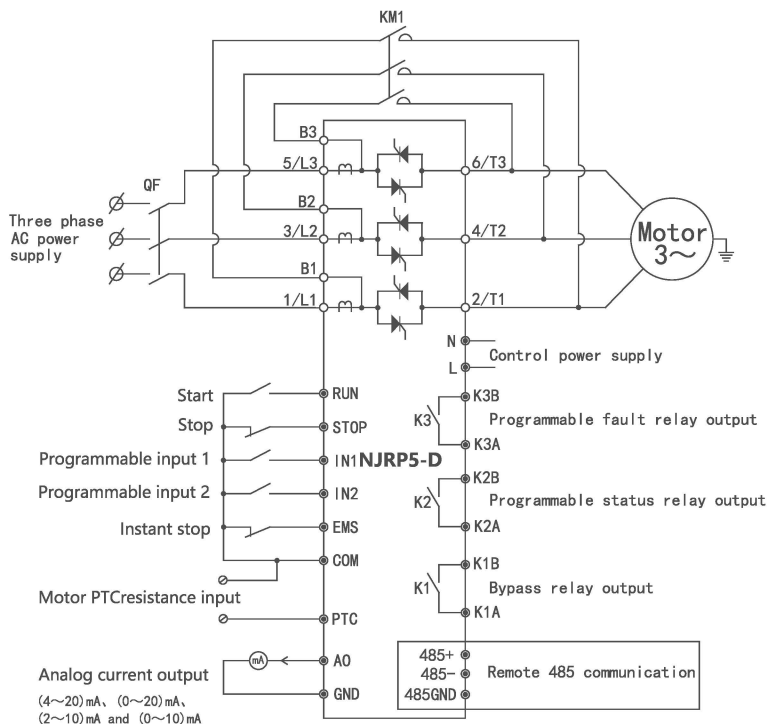 KM1
B3
5/L3
6/T3
QF
B2
Three phase
AC power
supply
3/L2
4/T2
Motor
3～
B1
1/L1
2/T1
N
L
Control power supply
Start
RUN
K3B
K3
Programmable fault relay output
Stop
STOP
K3A
Programmable input 1
IN1
NJRP5-D
K2B
Programmable input 2
IN2
K2
Programmable status relay output
Instant stop
EMS
K2A
COM
K1B
K1
Bypass relay output
Motor PTCresistance input
PTC
K1A
mA
AO
485+
Analog current output
485-
Remote 485 communication
GND
485GND
(4～20)mA、(0～20)mA、
(2～10)mA and (0～10)mA